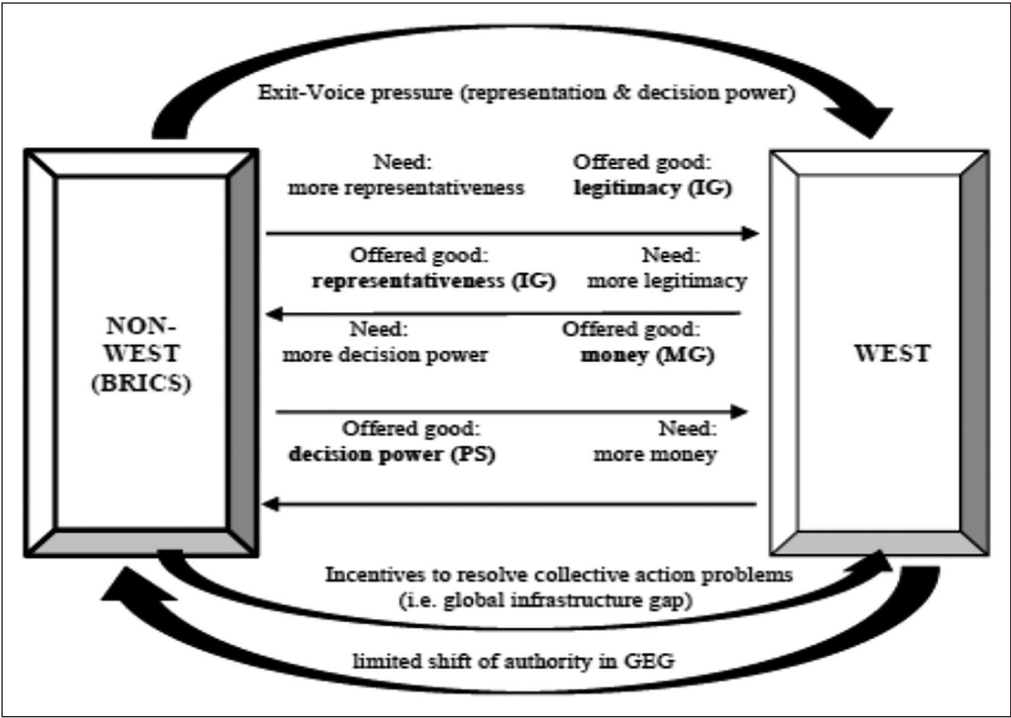 Exit-Voice pressure (representation & decision power)
Need:
more representativeness
Offered good:
legitimacy (IG)
Offered good:
representativeness (IG)
Need:
more legitimacy
Need:
more decision power
Offered good:
money (MG)
Offered good:
decision power (PS)
Need:
more money
NON-
WEST
(BRICS)
WEST
Incentives to resolve collective action problems
(i.e. global infrastructure gap)
limited shift of authority in GEG